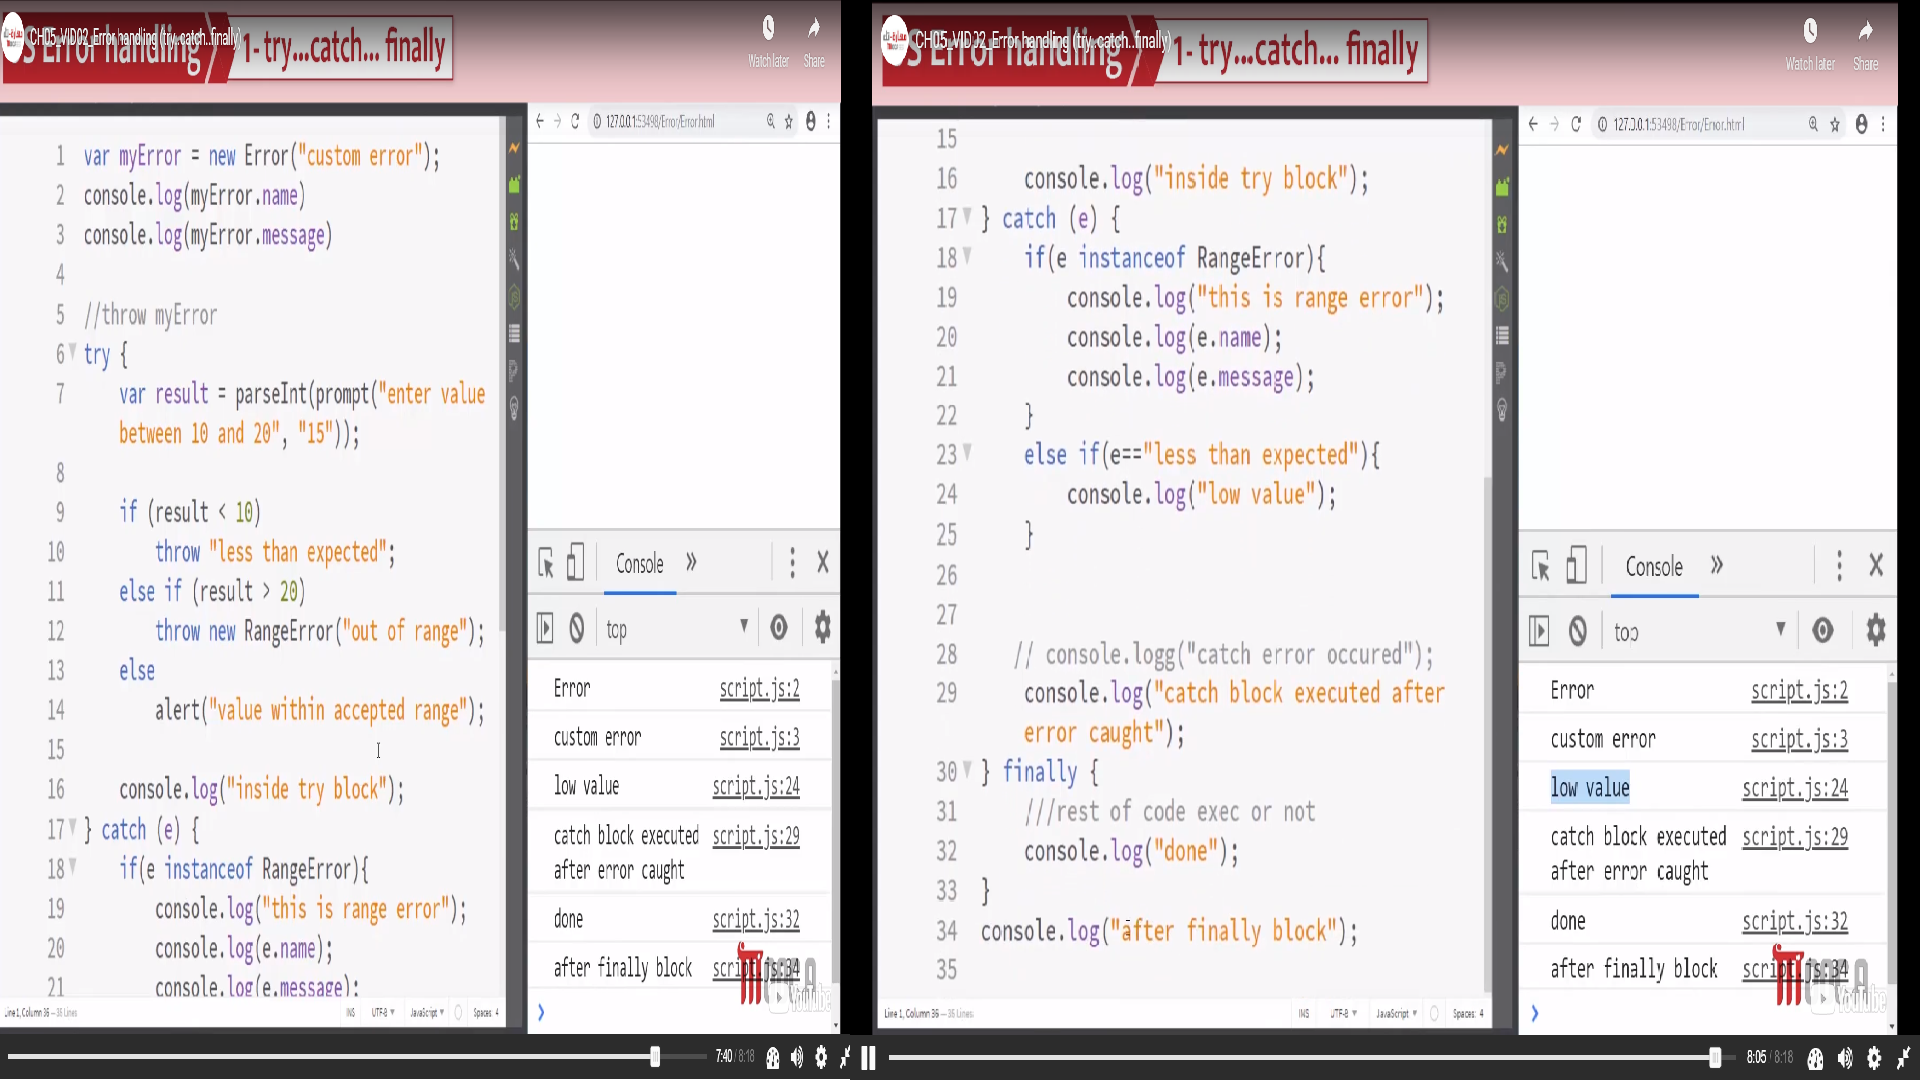 CH05_VID02_Error handling (try..catch..finally)
JS Error handling
1- try...catch... finally
Watch later
Share
127.0.0.1:53498/Error/Error.html
1 var myError = new Error("custom error");
2 console.log(myError.name)
3 console.log(myError.message)
4
5 //throw myError
6 try {
7 var result = parseInt(prompt("enter value
between 10 and 20", "15"));
8
9 if (result < 10)
10 throw "less than expected";
11 else if (result > 20)
12 throw new RangeError("out of range");
13 else
14 alert("value within accepted range");
15
16 console.log("inside try block");
17 } catch (e) {
18 if(e instanceof RangeError){
19 console.log("this is range error");
20 console.log(e.name);
21 console.log(e.message);
Line 1, Column 36 — 36 Lines
INS UTF-8 JavaScript Spaces: 4
Console »
top
Error script.js:2
custom error script.js:3
low value script.js:24
catch block executed script.js:29
after error caught
done script.js:32
after finally block script.js:34
YouTube
7:40 / 8:18
CH05_VID02_Error handling (try..catch..finally)
JS Error handling
1- try...catch... finally
Watch later
Share
127.0.0.1:53498/Error/Error.html
15
16 console.log("inside try block");
17 } catch (e) {
18 if(e instanceof RangeError){
19 console.log("this is range error");
20 console.log(e.name);
21 console.log(e.message);
22 }
23 else if(e=="less than expected"){
24 console.log("low value");
25 }
26
27
28 // console.logg("catch error occured");
29 console.log("catch block executed after
error caught");
30 } finally {
31 ///rest of code exec or not
32 console.log("done");
33 }
34 console.log("after finally block");
35
Line 1, Column 36 — 36 Lines
INS UTF-8 JavaScript Spaces: 4
Console »
top
Error script.js:2
custom error script.js:3
low value script.js:24
catch block executed script.js:29
after error caught
done script.js:32
after finally block script.js:34
YouTube
8:05 / 8:18